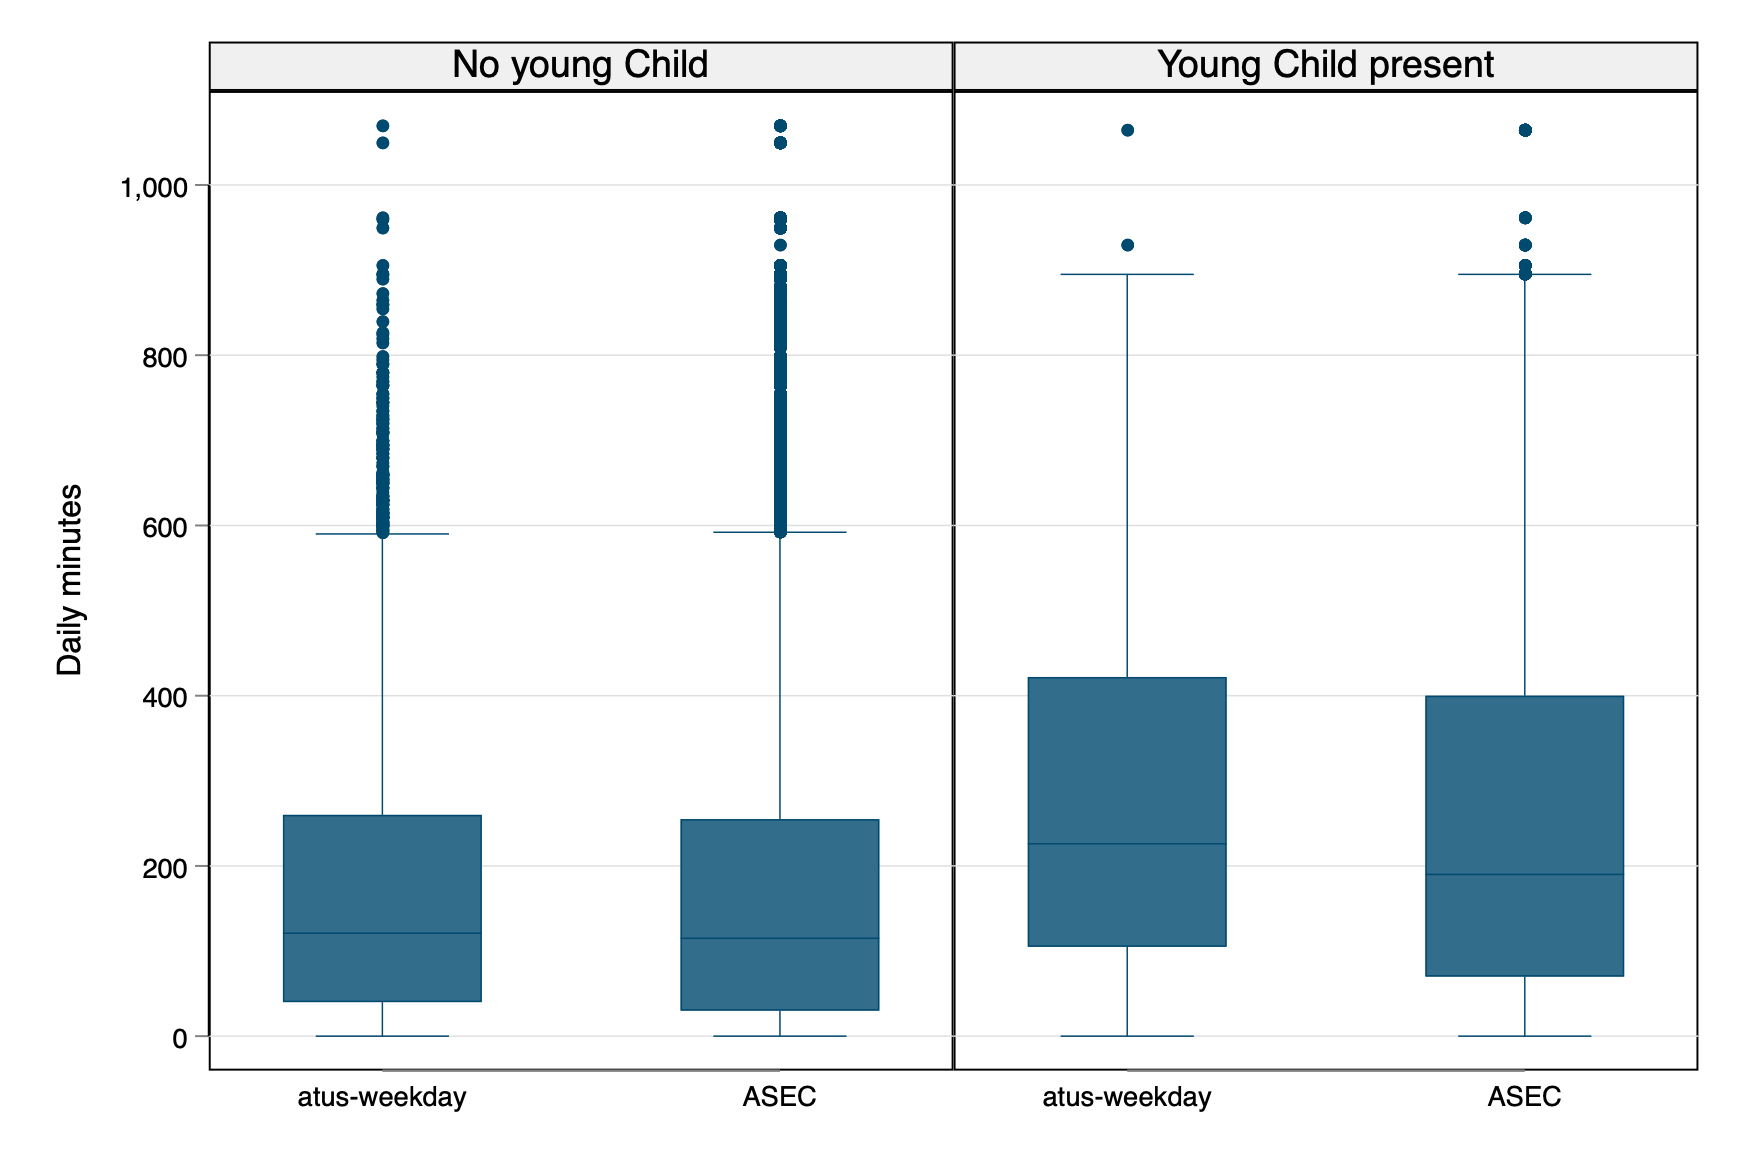 No young Child
Young Child present
Daily minutes
1,000
800
600
400
200
0
atus-weekday
ASEC
atus-weekday
ASEC